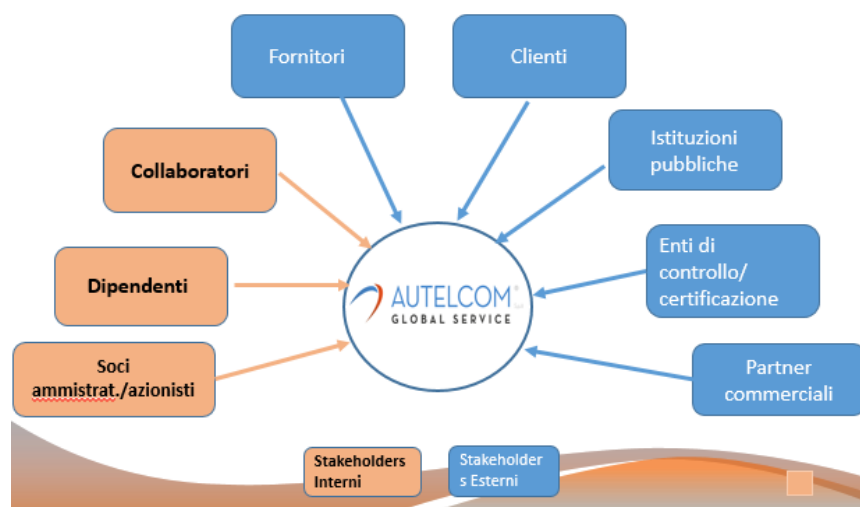 Fornitori
Clienti
Collaboratori
Istituzioni
pubbliche
Dipendenti
Enti di
controllo/
certificazione
AUTELCOM
GLOBAL SERVICE
Soci
ammistrat./azionisti
Partner
commerciali
Stakeholders
Interni
Stakeholder
s Esterni